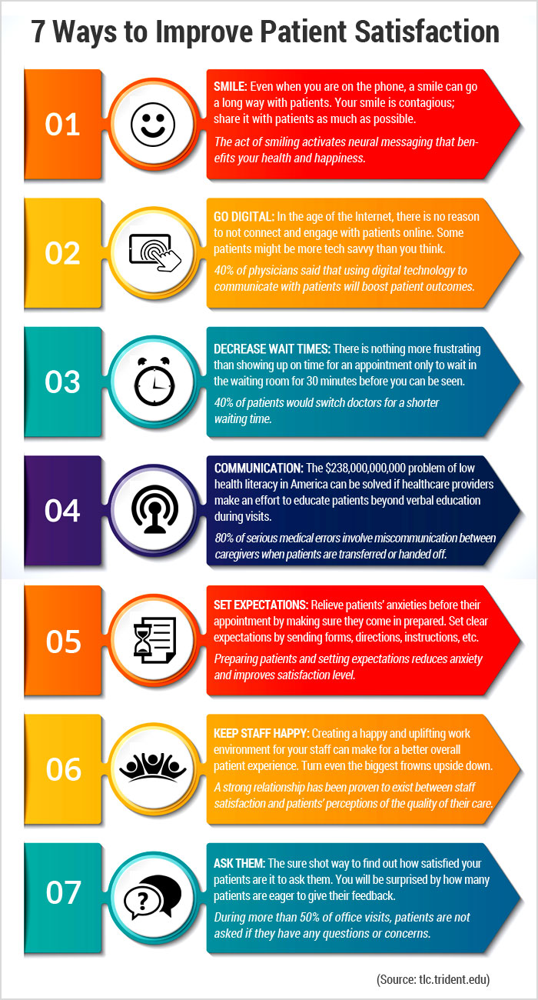 7 Ways to Improve Patient Satisfaction
01
SMILE: Even when you are on the phone, a smile can go
a long way with patients. Your smile is contagious;
share it with patients as much as possible.
The act of smiling activates neural messaging that ben-
efits your health and happiness.
02
GO DIGITAL: In the age of the Internet, there is no reason
to not connect and engage with patients online. Some
patients might be more tech savvy than you think.
40% of physicians said that using digital technology to
communicate with patients will boost patient outcomes.
03
DECREASE WAIT TIMES: There is nothing more frustrating
than showing up on time for an appointment only to wait in
the waiting room for 30 minutes before you can be seen.
40% of patients would switch doctors for a shorter
waiting time.
04
COMMUNICATION: The $238,000,000,000 problem of low
health literacy in America can be solved if healthcare providers
make an effort to educate patients beyond verbal education
during visits.
80% of serious medical errors involve miscommunication between
caregivers when patients are transferred or handed off.
05
SET EXPECTATIONS: Relieve patients’ anxieties before their
appointment by making sure they come in prepared. Set clear
expectations by sending forms, directions, instructions, etc.
Preparing patients and setting expectations reduces anxiety
and improves satisfaction level.
06
KEEP STAFF HAPPY: Creating a happy and uplifting work
environment for your staff can make for a better overall
patient experience. Turn even the biggest frowns upside down.
A strong relationship has been proven to exist between staff
satisfaction and patients’ perceptions of the quality of their care.
07
?
ASK THEM: The sure shot way to find out how satisfied your
patients are it to ask them. You will be surprised by how many
patients are eager to give their feedback.
During more than 50% of office visits, patients are not
asked if they have any questions or concerns.
(Source: tlc.trident.edu)